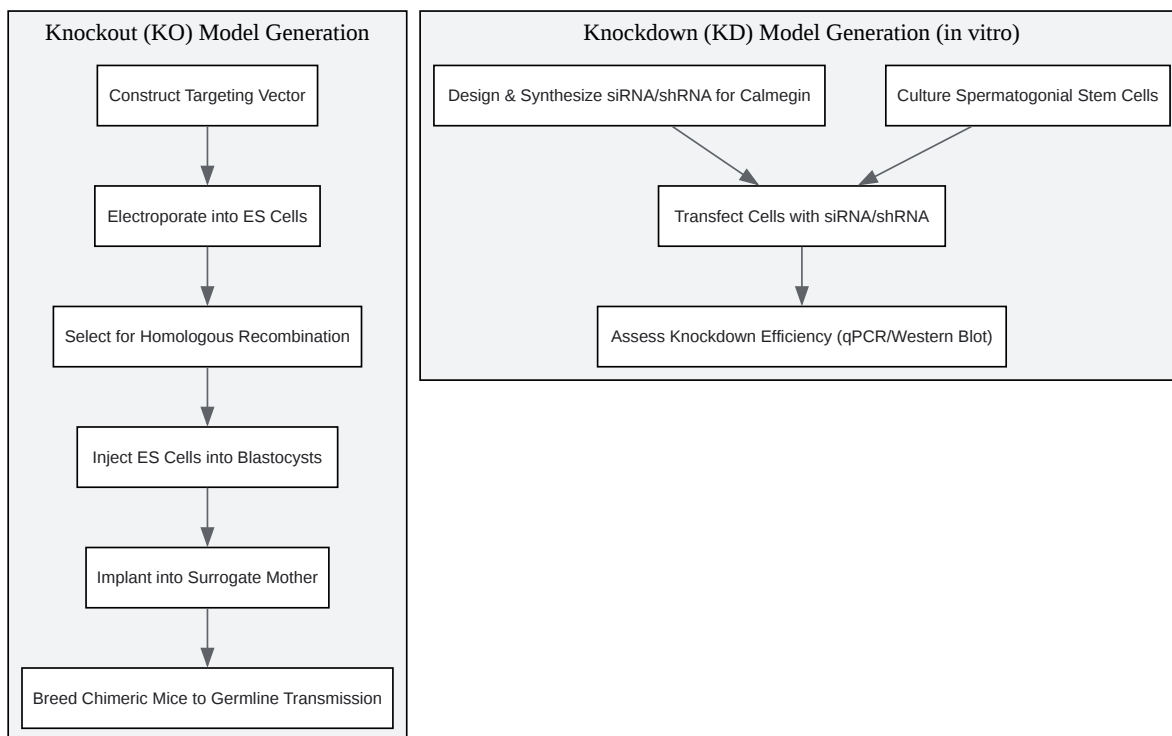 Knockout (KO) Model Generation
Construct Targeting Vector
Electroporate into ES Cells
Select for Homologous Recombination
Inject ES Cells into Blastocysts
Implant into Surrogate Mother
Breed Chimeric Mice to Germline Transmission
Knockdown (KD) Model Generation (in vitro)
Design & Synthesize siRNA/shRNA for Calmegin
Culture Spermatogonial Stem Cells
Transfect Cells with siRNA/shRNA
Assess Knockdown Efficiency (qPCR/Western Blot)